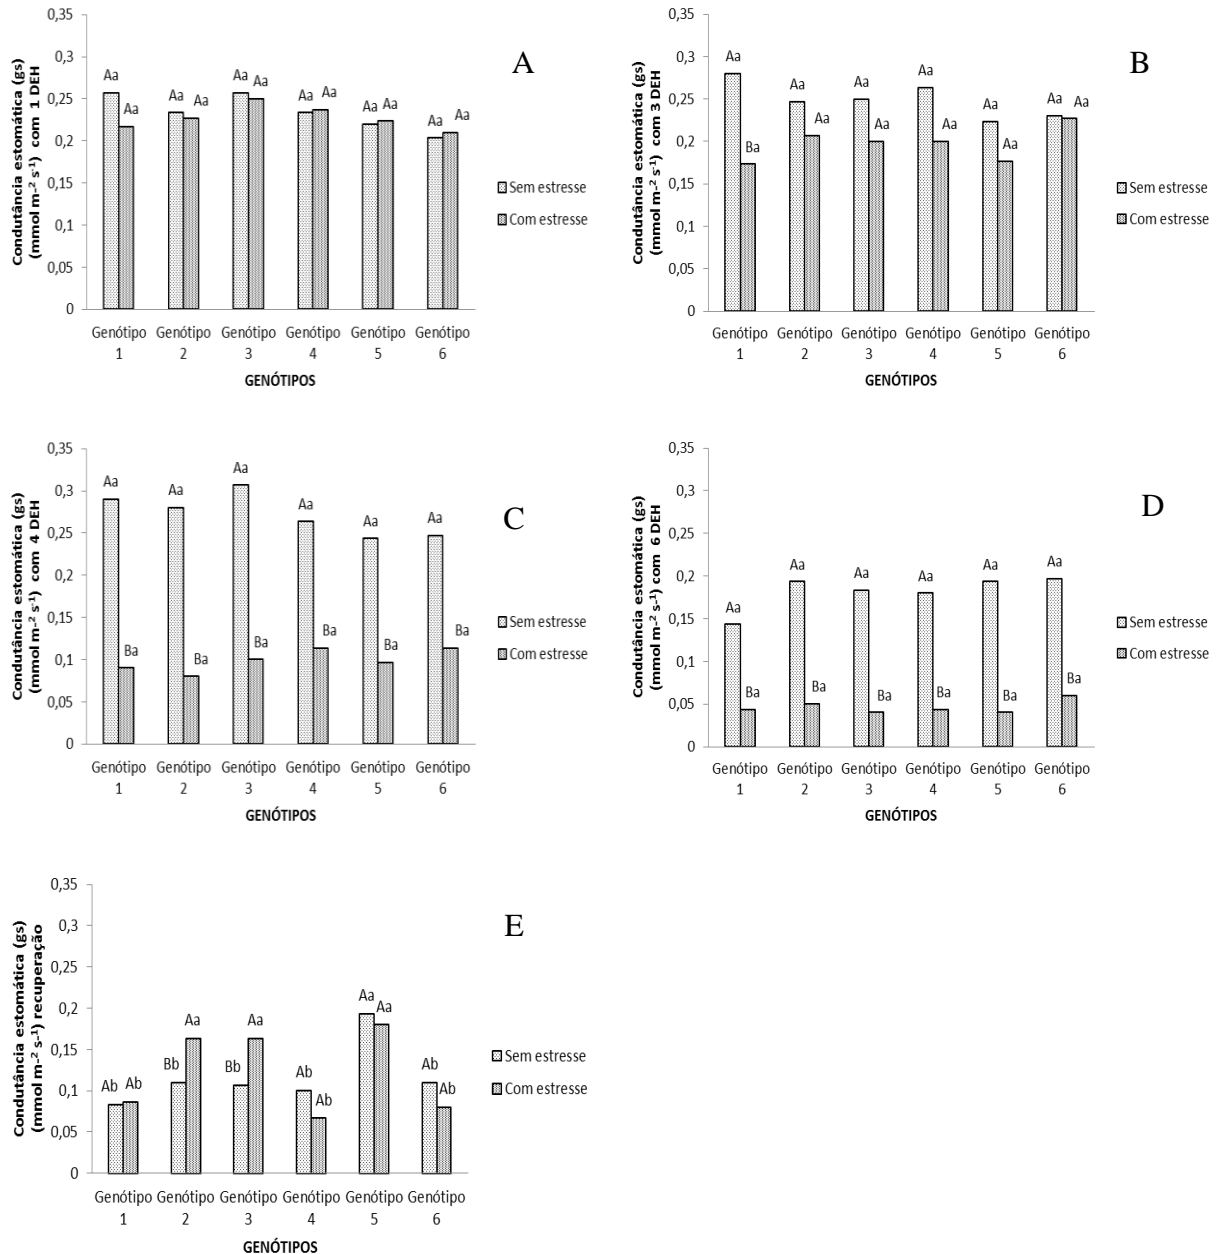 0,35
0,3
0,25
0,2
0,15
0,1
0,05
0
Condutância estomática (gs)
(mmol m-² s-¹) com 1 DEH
Aa Aa Aa Aa Aa Aa Aa Aa Aa Aa Aa Aa
A
Sem estresse
Com estresse
Genótipo Genótipo Genótipo Genótipo Genótipo Genótipo
1 2 3 4 5 6
GENÓTIPOS
0,35
0,3
0,25
0,2
0,15
0,1
0,05
0
Condutância estomática (gs)
(mmol m-² s-¹) com 3 DEH
Aa Ba Aa Aa Aa Aa Aa Aa Aa Aa Aa Aa
B
Sem estresse
Com estresse
Genótipo Genótipo Genótipo Genótipo Genótipo Genótipo
1 2 3 4 5 6
GENÓTIPOS
0,35
0,3
0,25
0,2
0,15
0,1
0,05
0
Condutância estomática (gs)
(mmol m-² s-¹) com 4 DEH
Aa Ba Aa Ba Aa Ba Aa Ba Aa Ba Aa Ba
C
Sem estresse
Com estresse
Genótipo Genótipo Genótipo Genótipo Genótipo Genótipo
1 2 3 4 5 6
GENÓTIPOS
0,35
0,3
0,25
0,2
0,15
0,1
0,05
0
Condutância estomática (gs)
(mmol m-² s-¹) com 6 DEH
Aa Ba Aa Ba Aa Ba Aa Ba Aa Ba Aa Ba
D
Sem estresse
Com estresse
Genótipo Genótipo Genótipo Genótipo Genótipo Genótipo
1 2 3 4 5 6
GENÓTIPOS
0,35
0,3
0,25
0,2
0,15
0,1
0,05
0
Condutância estomática (gs)
(mmol m-² s-¹) recuperação
Ab Ab Bb Aa Bb Aa Ab Ab Aa Aa Ab Ab
E
Sem estresse
Com estresse
Genótipo Genótipo Genótipo Genótipo Genótipo Genótipo
1 2 3 4 5 6
GENÓTIPOS